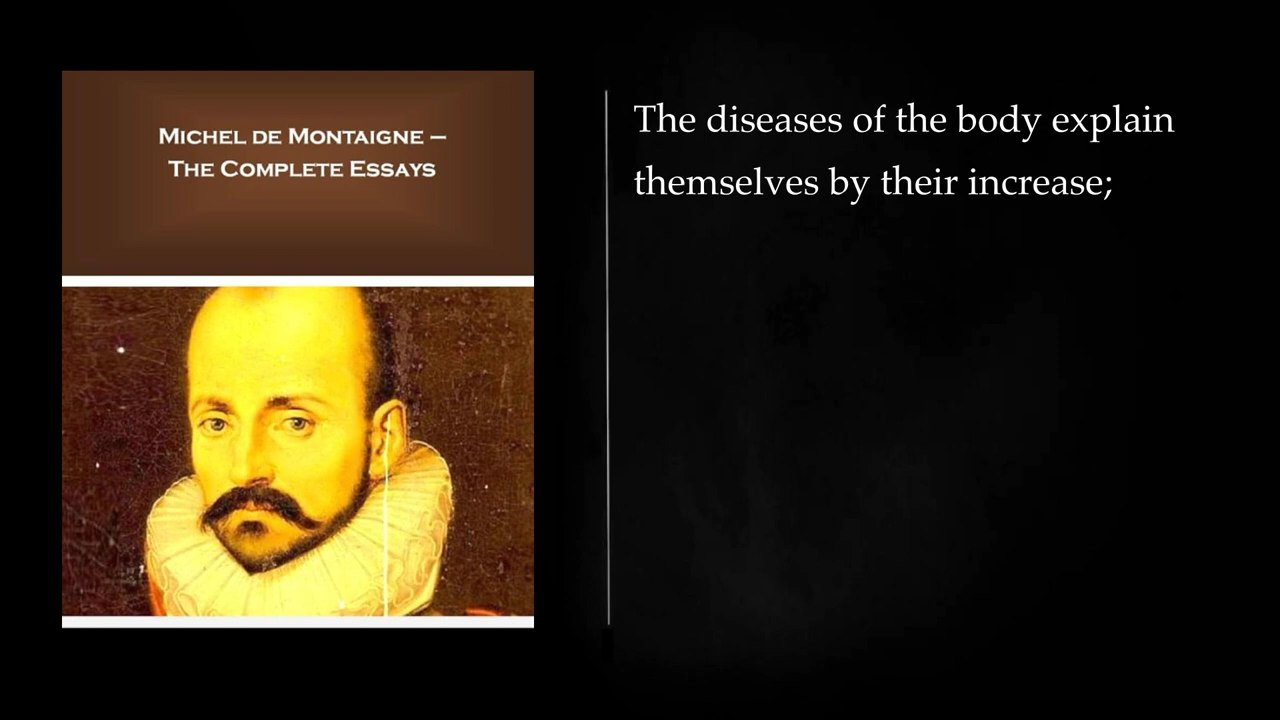 MICHEL DE MONTAIGNE –
THE COMPLETE ESSAYS
The diseases of the body explain
themselves by their increase;